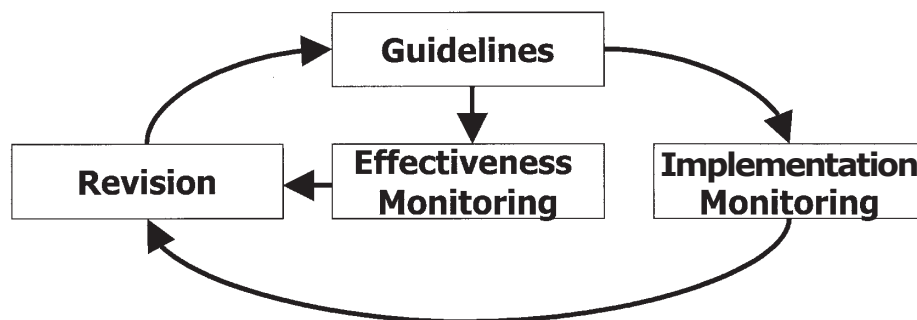 Guidelines
Revision
Effectiveness
Monitoring
Implementation
Monitoring